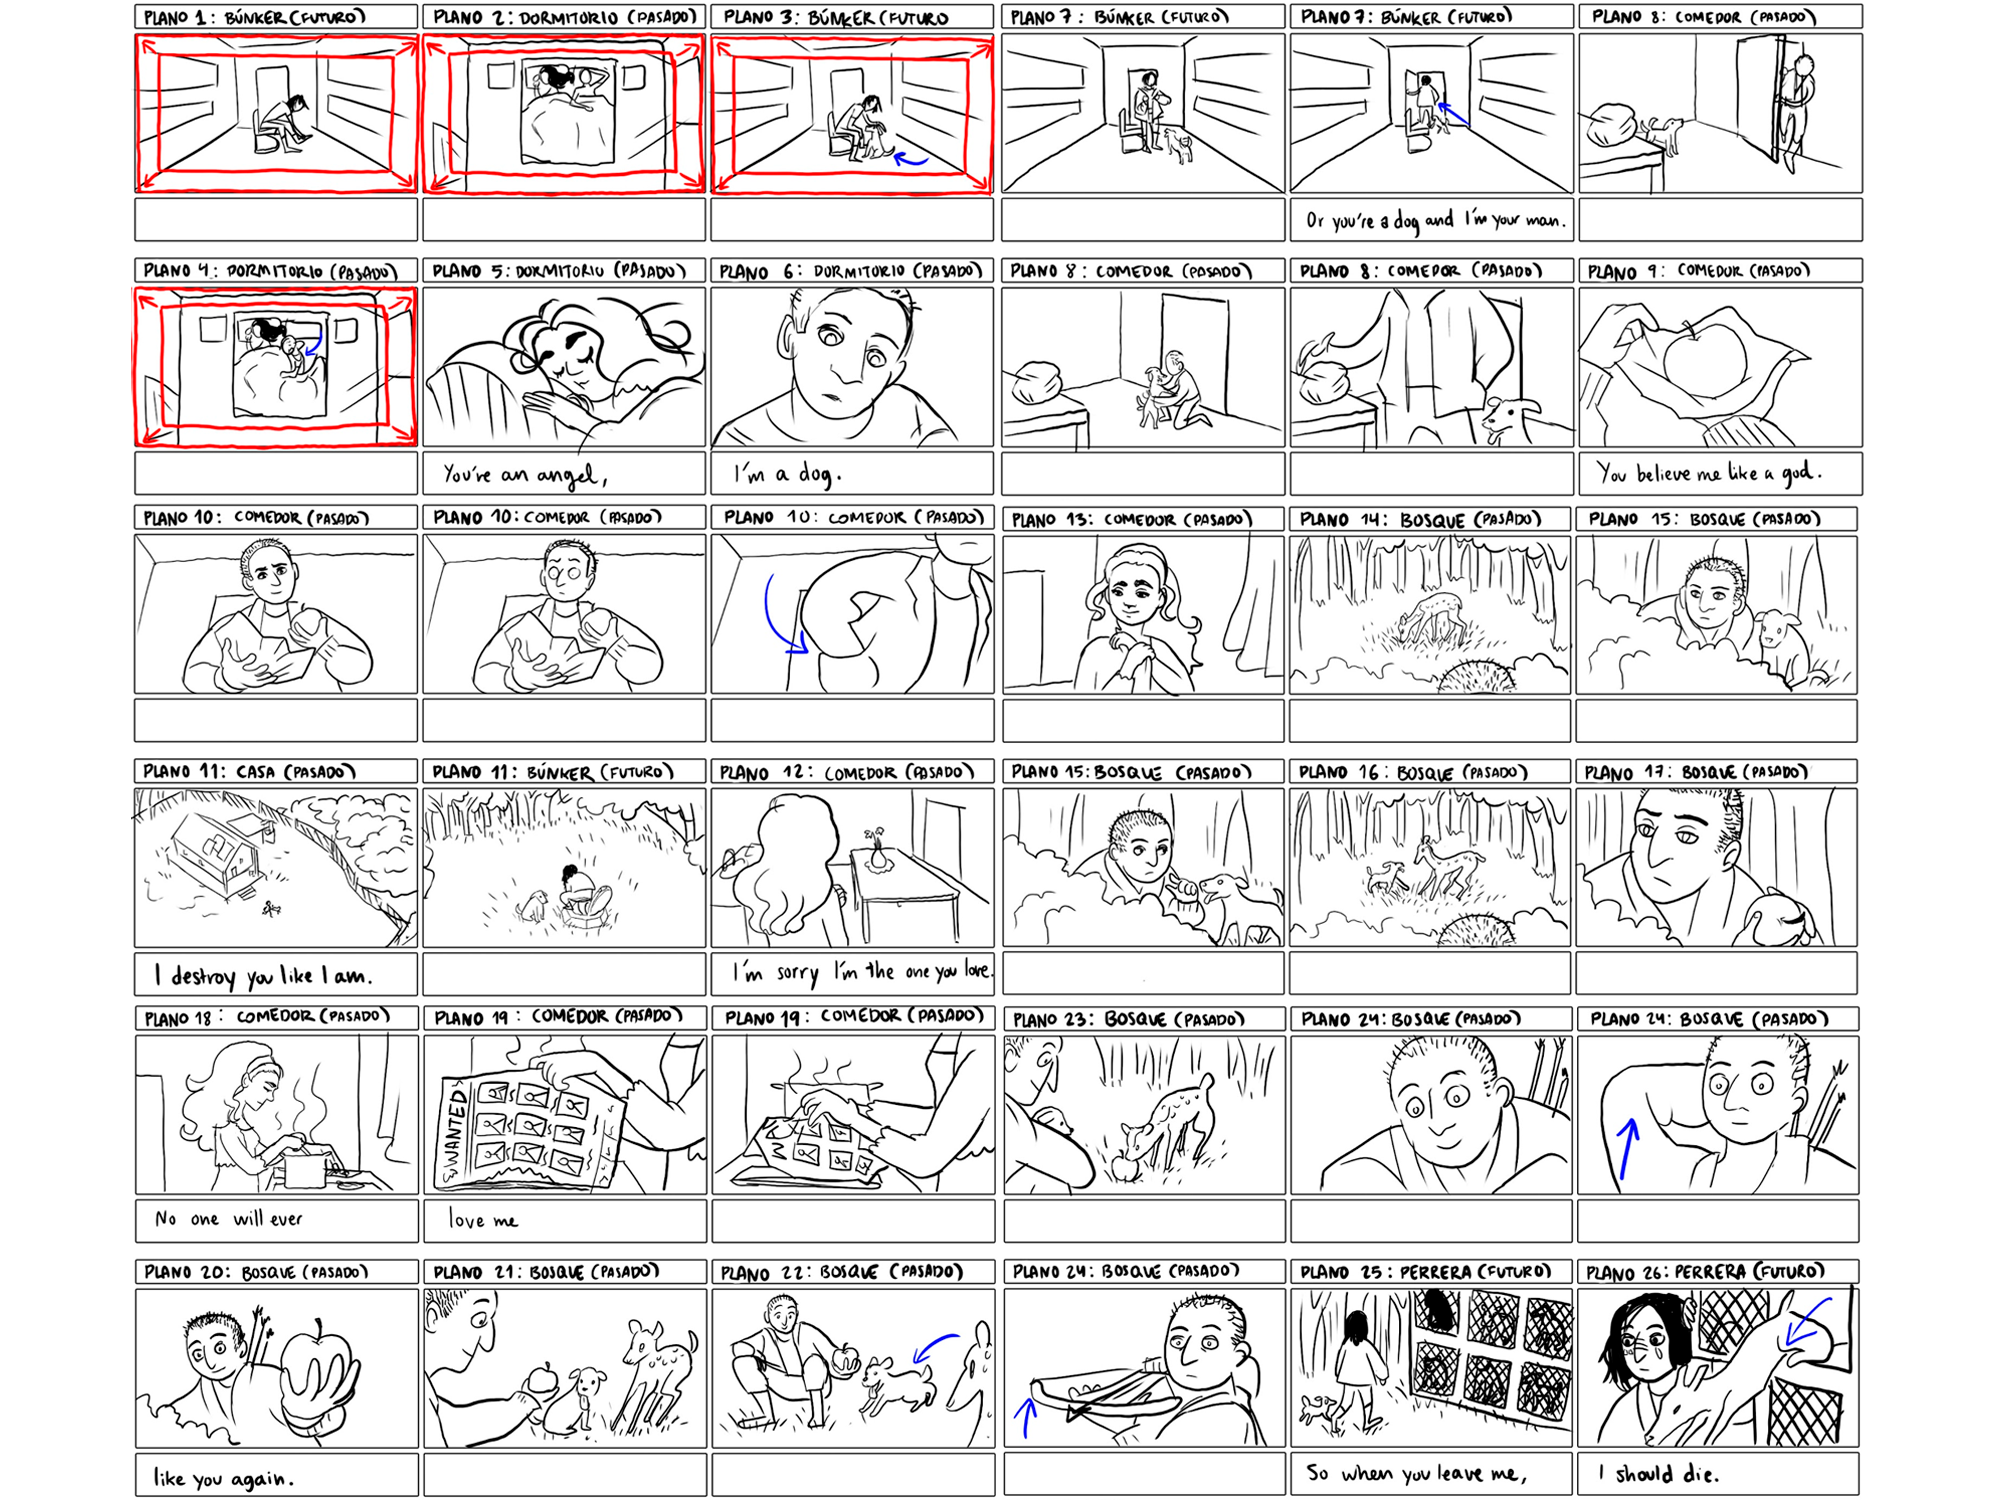 PLANO 1: BÚNKER (FUTURO)
PLANO 2: DORMITORIO (PASADO)
PLANO 3: BÚNKER (FUTURO
PLANO 4: DORMITORIO (PASADO)
PLANO 5: DORMITORIO (PASADO)
You're an angel,
PLANO 6: DORMITORIO (PASADO)
I'm a dog.
PLANO 7: BÚNKER (FUTURO)
PLANO 7: BÚNKER (FUTURO)
Or you're a dog and I'm your man.
PLANO 8: COMEDOR (PASADO)
PLANO 8: COMEDOR (PASADO)
PLANO 8: COMEDOR (PASADO)
PLANO 9: COMEDOR (PASADO)
You believe me like a god.
PLANO 10: COMEDOR (PASADO)
PLANO 10: COMEDOR (PASADO)
PLANO 10: COMEDOR (PASADO)
PLANO 11: CASA (PASADO)
I destroy you like I am.
PLANO 11: BÚNKER (FUTURO)
PLANO 12: COMEDOR (PASADO)
I'm sorry I'm the one you love.
PLANO 13: COMEDOR (PASADO)
PLANO 14: BOSQUE (PASADO)
PLANO 15: BOSQUE (PASADO)
PLANO 15: BOSQUE (PASADO)
PLANO 16: BOSQUE (PASADO)
PLANO 17: BOSQUE (PASADO)
PLANO 18: COMEDOR (PASADO)
No one will ever
PLANO 19: COMEDOR (PASADO)
WANTED
love me
PLANO 19: COMEDOR (PASADO)
PLANO 20: BOSQUE (PASADO)
like you again.
PLANO 21: BOSQUE (PASADO)
PLANO 22: BOSQUE (PASADO)
PLANO 23: BOSQUE (PASADO)
PLANO 24: BOSQUE (PASADO)
PLANO 24: BOSQUE (PASADO)
PLANO 24: BOSQUE (PASADO)
PLANO 25: PERRERA (FUTURO)
So when you leave me,
PLANO 26: PERRERA (FUTURO)
I should die.